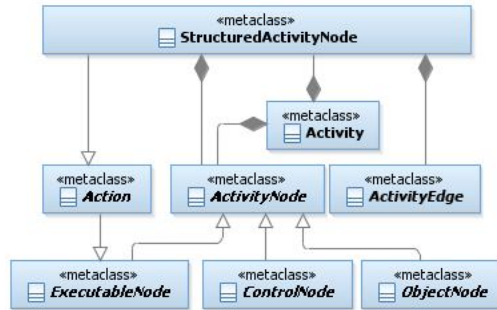 «metaclass»
StructuredActivityNode
«metaclass»
Activity
«metaclass»
Action
«metaclass»
ActivityNode
«metaclass»
ActivityEdge
«metaclass»
ExecutableNode
«metaclass»
ControlNode
«metaclass»
ObjectNode